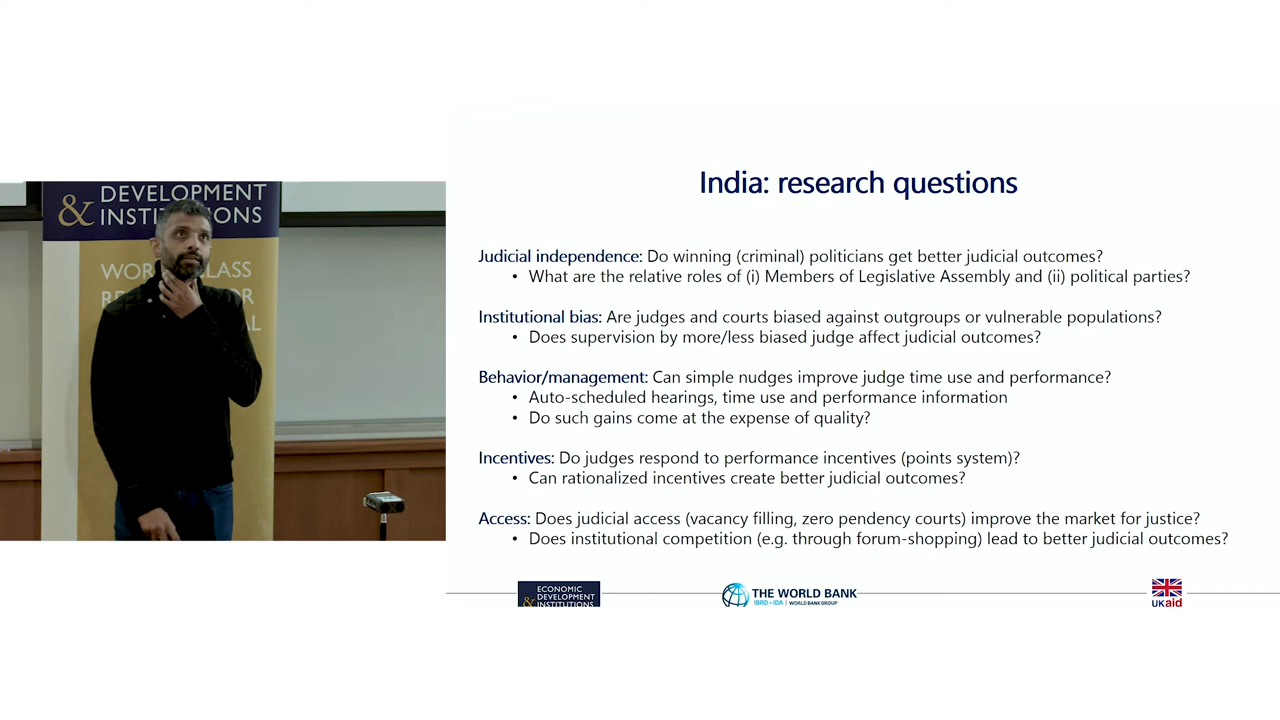 DEVELOPMENT
& INSTIT ONS
WOR LASS
R OR
AL
India: research questions
Judicial independence: Do winning (criminal) politicians get better judicial outcomes?
• What are the relative roles of (i) Members of Legislative Assembly and (ii) political parties?
Institutional bias: Are judges and courts biased against outgroups or vulnerable populations?
• Does supervision by more/less biased judge affect judicial outcomes?
Behavior/management: Can simple nudges improve judge time use and performance?
• Auto-scheduled hearings, time use and performance information
• Do such gains come at the expense of quality?
Incentives: Do judges respond to performance incentives (points system)?
• Can rationalized incentives create better judicial outcomes?
Access: Does judicial access (vacancy filling, zero pendency courts) improve the market for justice?
• Does institutional competition (e.g. through forum-shopping) lead to better judicial outcomes?
ECONOMIC
DEVELOPMENT
& INSTITUTIONS
THE WORLD BANK
IBRD • IDA | WORLD BANK GROUP
UKaid